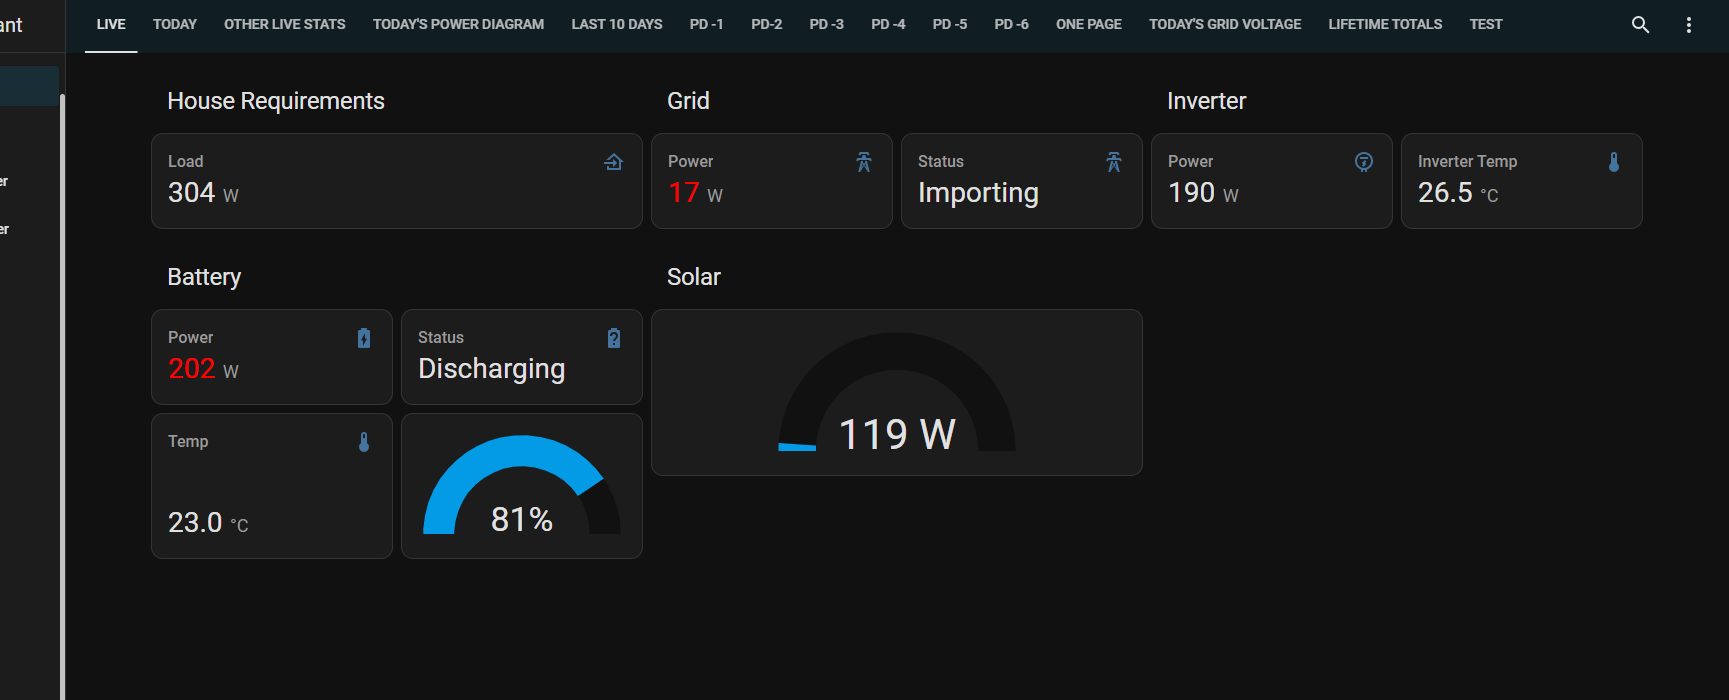 ant
LIVE TODAY OTHER LIVE STATS TODAY'S POWER DIAGRAM LAST 10 DAYS PD -1 PD-2 PD -3 PD -4 PD -5 PD -6 ONE PAGE TODAY'S GRID VOLTAGE LIFETIME TOTALS TEST
er
er
House Requirements
Load
304 W
Grid
Power
17 W
Status
Importing
Inverter
Power
190 W
Inverter Temp
26.5 °C
Battery
Power
202 W
Status
Discharging
Temp
23.0 °C
81%
Solar
119 W